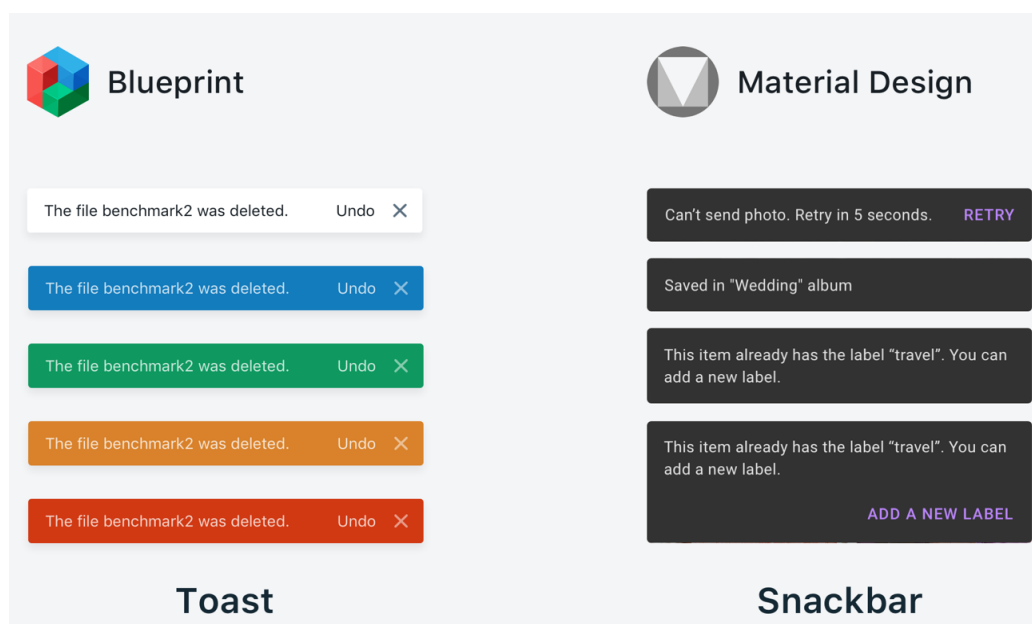 Blueprint
The file benchmark2 was deleted. Undo
The file benchmark2 was deleted. Undo
The file benchmark2 was deleted. Undo
The file benchmark2 was deleted. Undo
The file benchmark2 was deleted. Undo
Toast
Material Design
Can't send photo. Retry in 5 seconds. RETRY
Saved in "Wedding" album
This item already has the label “travel”. You can
add a new label.
This item already has the label “travel”. You can
add a new label.
ADD A NEW LABEL
Snackbar